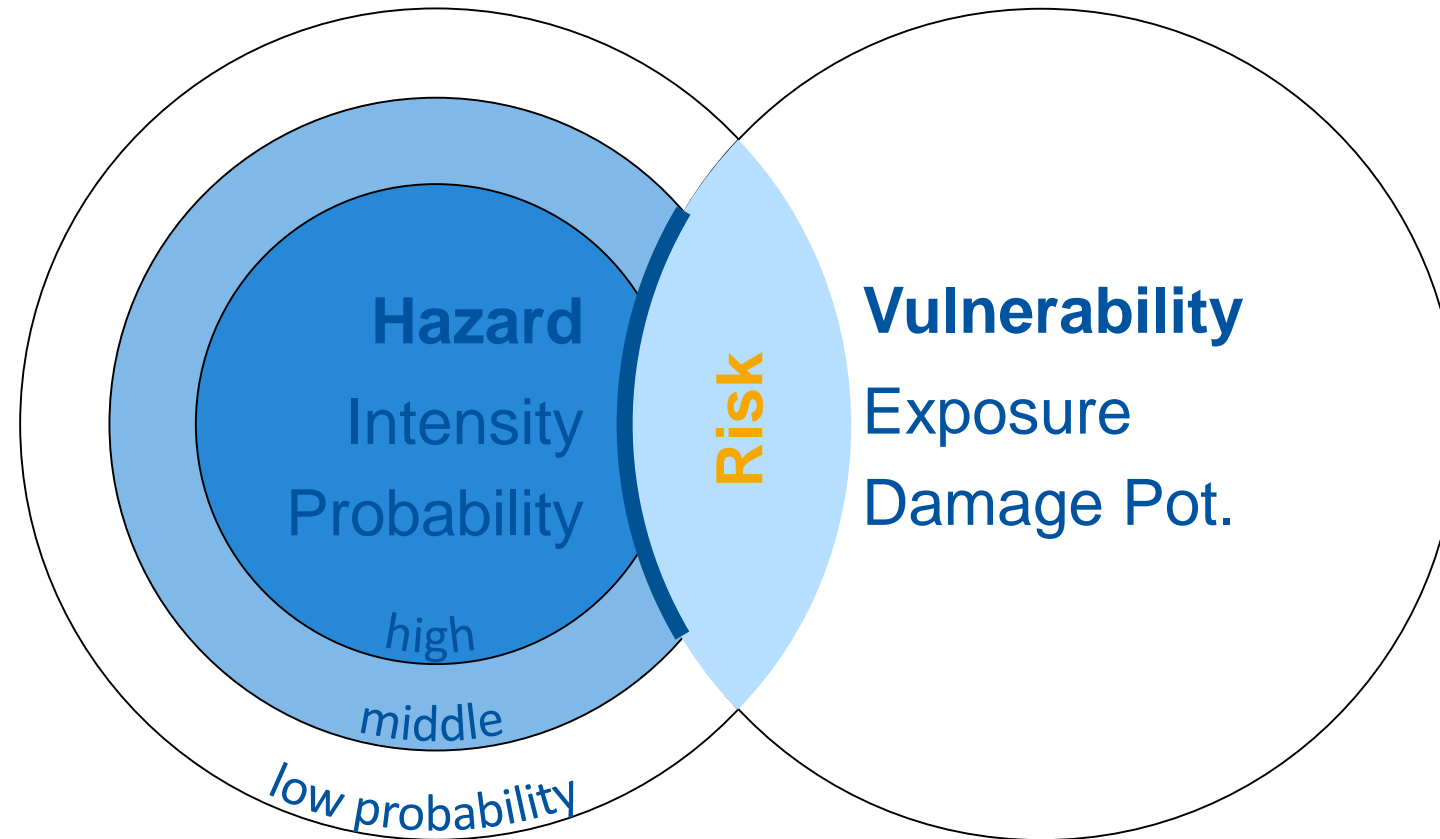 Hazard
Intensity
Probability
high
middle
low probability
Risk
Vulnerability
Exposure
Damage Pot.